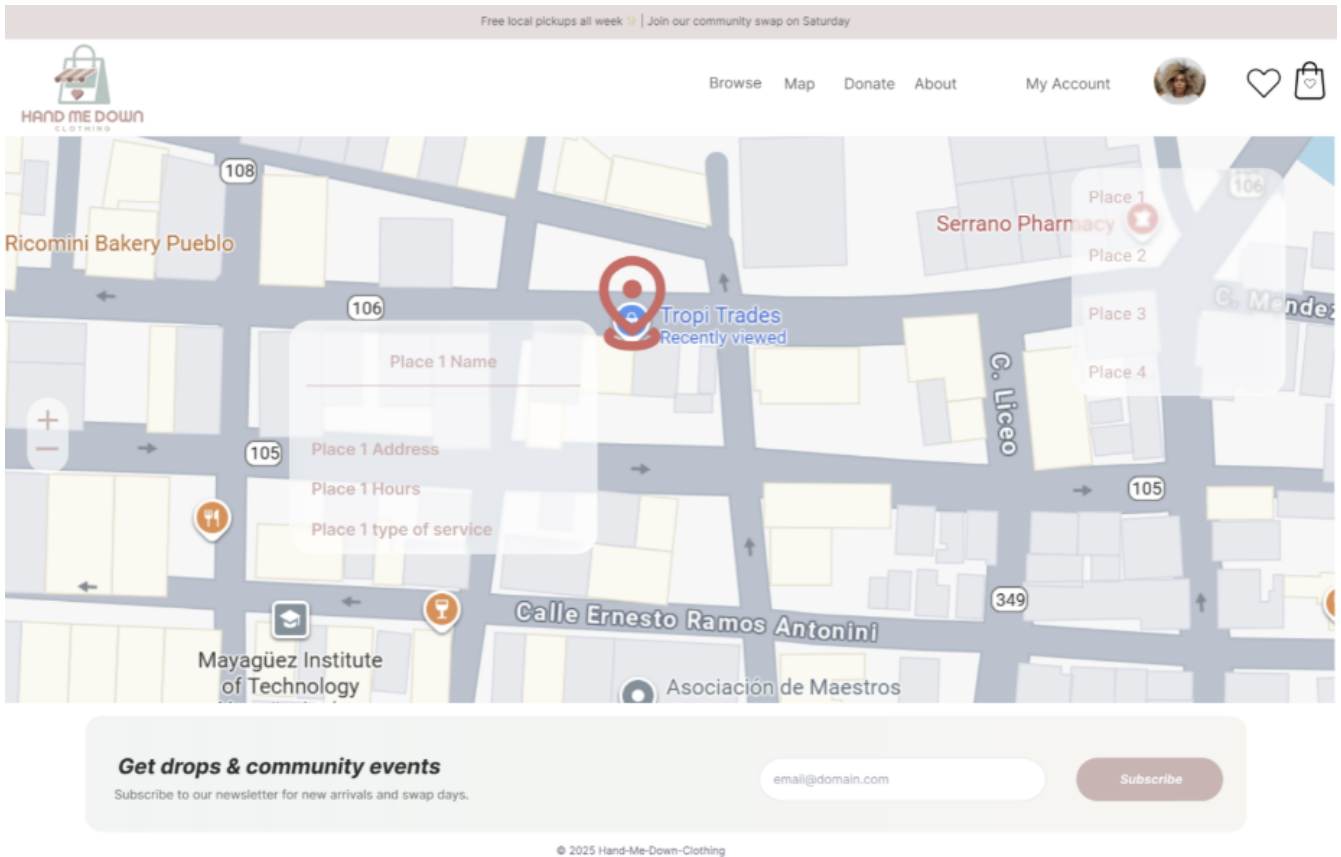 Free local pickups all week | Join our community swap on Saturday
HAND ME DOWN
CLOTHING
Browse Map Donate About My Account
108
106
Place 1
Serrano Pharmacy
Ricomini Bakery Pueblo
Place 2
106
Tropi Trades
Recently viewed
C. Mendez
Place 3
Place 1 Name
C. Liceo
Place 4
+
−
105
Place 1 Address
Place 1 Hours
105
Place 1 type of service
349
Calle Ernesto Ramos Antonini
Mayagüez Institute
of Technology
Asociación de Maestros
Get drops & community events
Subscribe to our newsletter for new arrivals and swap days.
email@domain.com
Subscribe
© 2025 Hand-Me-Down-Clothing